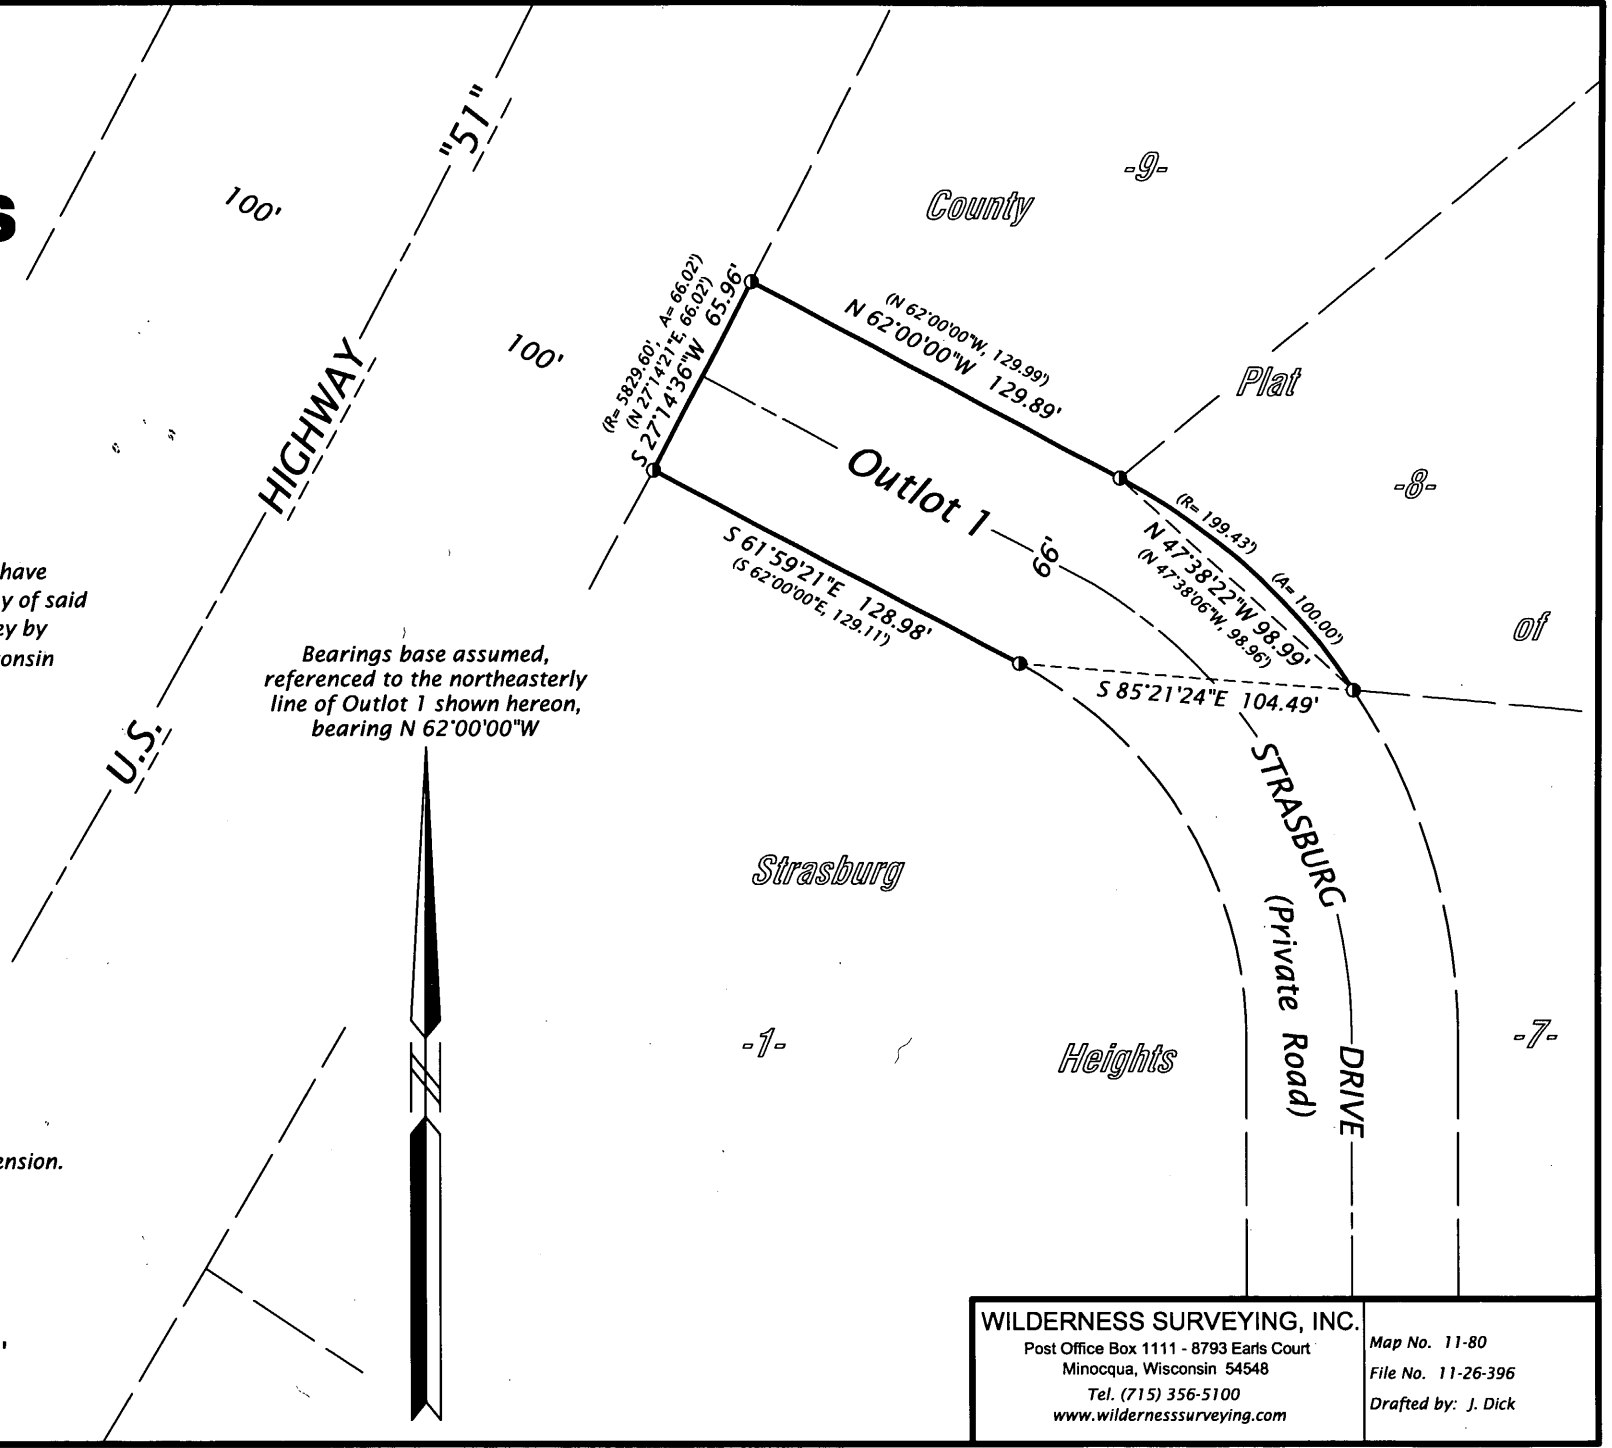 s
100'
"51"
HIGHWAY
U.S.
100'
-9-
County
(R= 5829.60', A= 66.02')
(N 27°14'21"E, 66.02')
S 27°14'36"W 65.96'
(N 62°00'00"W, 129.99')
N 62°00'00"W 129.89'
Plat
-8-
Outlot 1
66'
(R= 199.43')
(A= 100.00')
N 47°38'22"W 98.99'
(N 47°38'06"W, 98.96')
S 61°59'21"E 128.98'
(S 62°00'00"E, 129.11')
of
have
y of said
ey by
onsin
Bearings base assumed,
referenced to the northeasterly
line of Outlot 1 shown hereon,
bearing N 62°00'00"W
S 85°21'24"E 104.49'
STRASBURG
DRIVE
(Private Road)
Strasburg
-1-
Heights
-7-
ension.
'
WILDERNESS SURVEYING, INC.
Post Office Box 1111 - 8793 Earls Court
Minocqua, Wisconsin 54548
Tel. (715) 356-5100
www.wildernesssurveying.com
Map No. 11-80
File No. 11-26-396
Drafted by: J. Dick